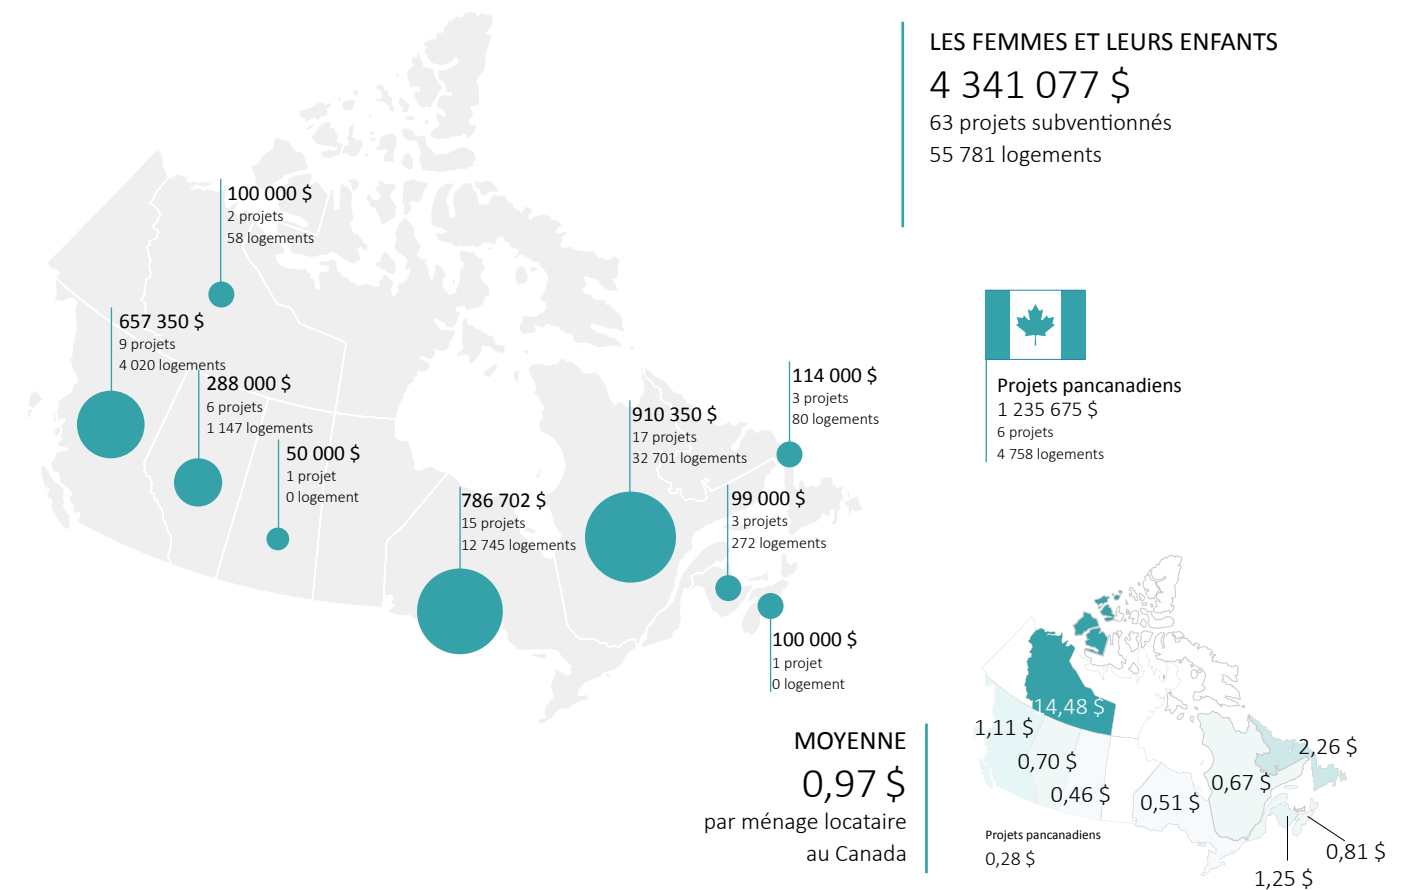 LES FEMMES ET LEURS ENFANTS
4 341 077 $
63 projets subventionnés
55 781 logements
100 000 $
2 projets
58 logements
657 350 $
9 projets
4 020 logements
288 000 $
6 projets
1 147 logements
50 000 $
1 projet
0 logement
786 702 $
15 projets
12 745 logements
910 350 $
17 projets
32 701 logements
114 000 $
3 projets
80 logements
99 000 $
3 projets
272 logements
100 000 $
1 projet
0 logement
Projets pancanadiens
1 235 675 $
6 projets
4 758 logements
MOYENNE
0,97 $
par ménage locataire
au Canada
14,48 $
1,11 $
0,70 $
0,46 $
0,51 $
0,67 $
2,26 $
0,81 $
1,25 $
Projets pancanadiens
0,28 $